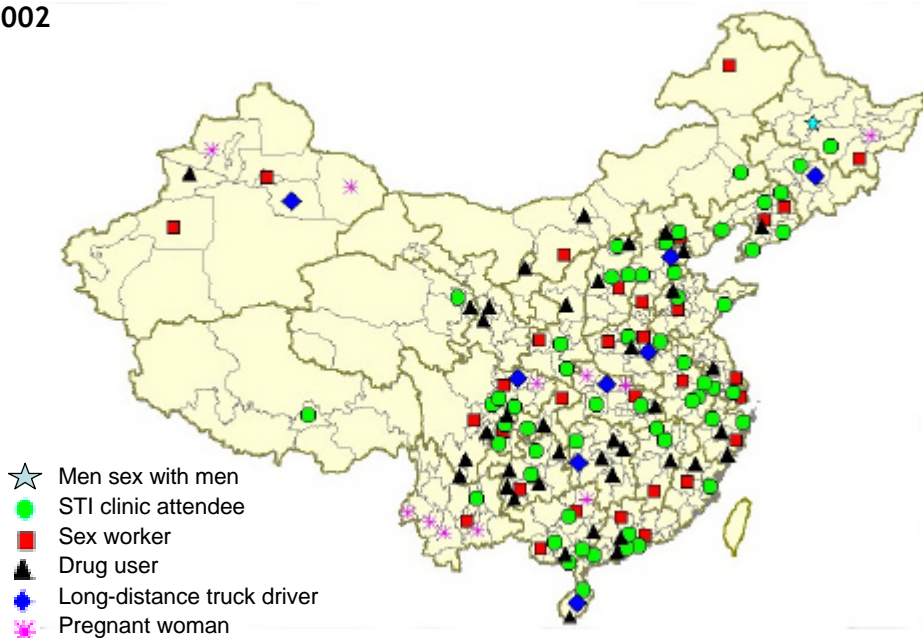 002
Men sex with men
STI clinic attendee
Sex worker
Drug user
Long-distance truck driver
Pregnant woman